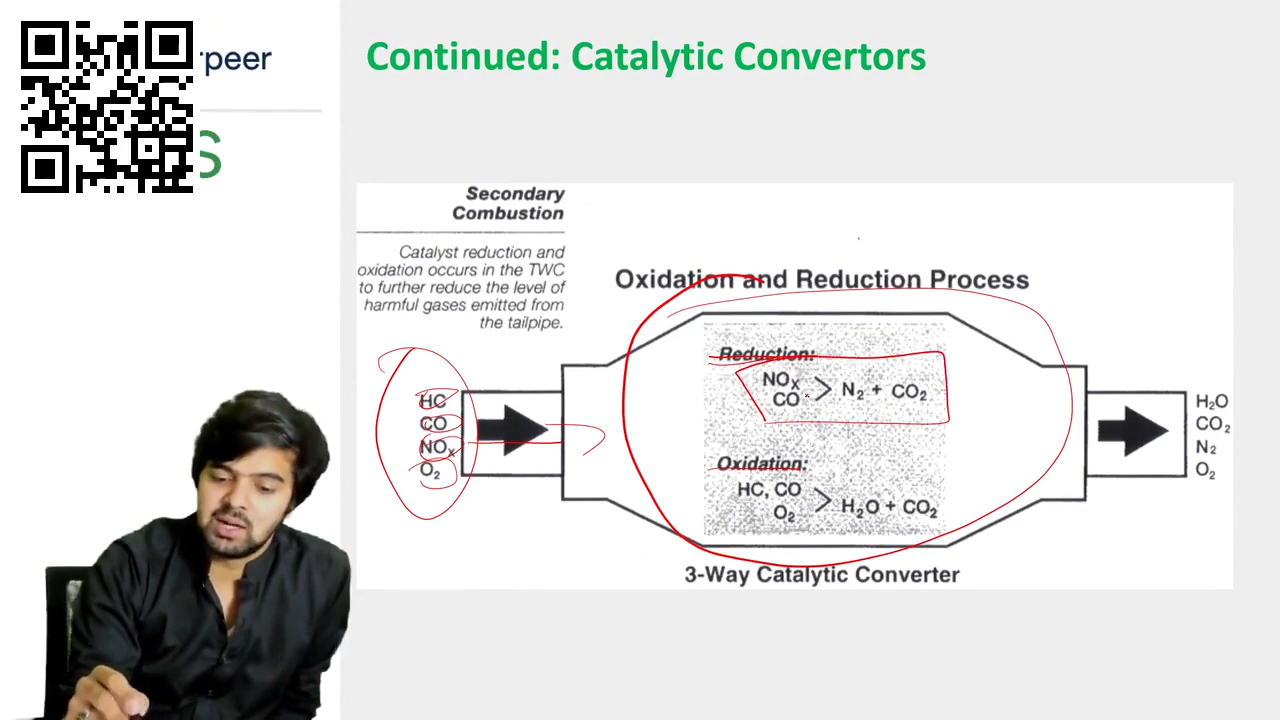 Continued: Catalytic Convertors
Secondary
Combustion
Catalyst reduction and
oxidation occurs in the TWC
to further reduce the level of
harmful gases emitted from
the tailpipe.
Oxidation and Reduction Process
Reduction:
NOx
CO > N₂ + CO₂
Oxidation:
HC, CO
O₂ > H₂O + CO₂
HC
CO
NOx
O₂
H₂O
CO₂
N₂
O₂
3-Way Catalytic Converter